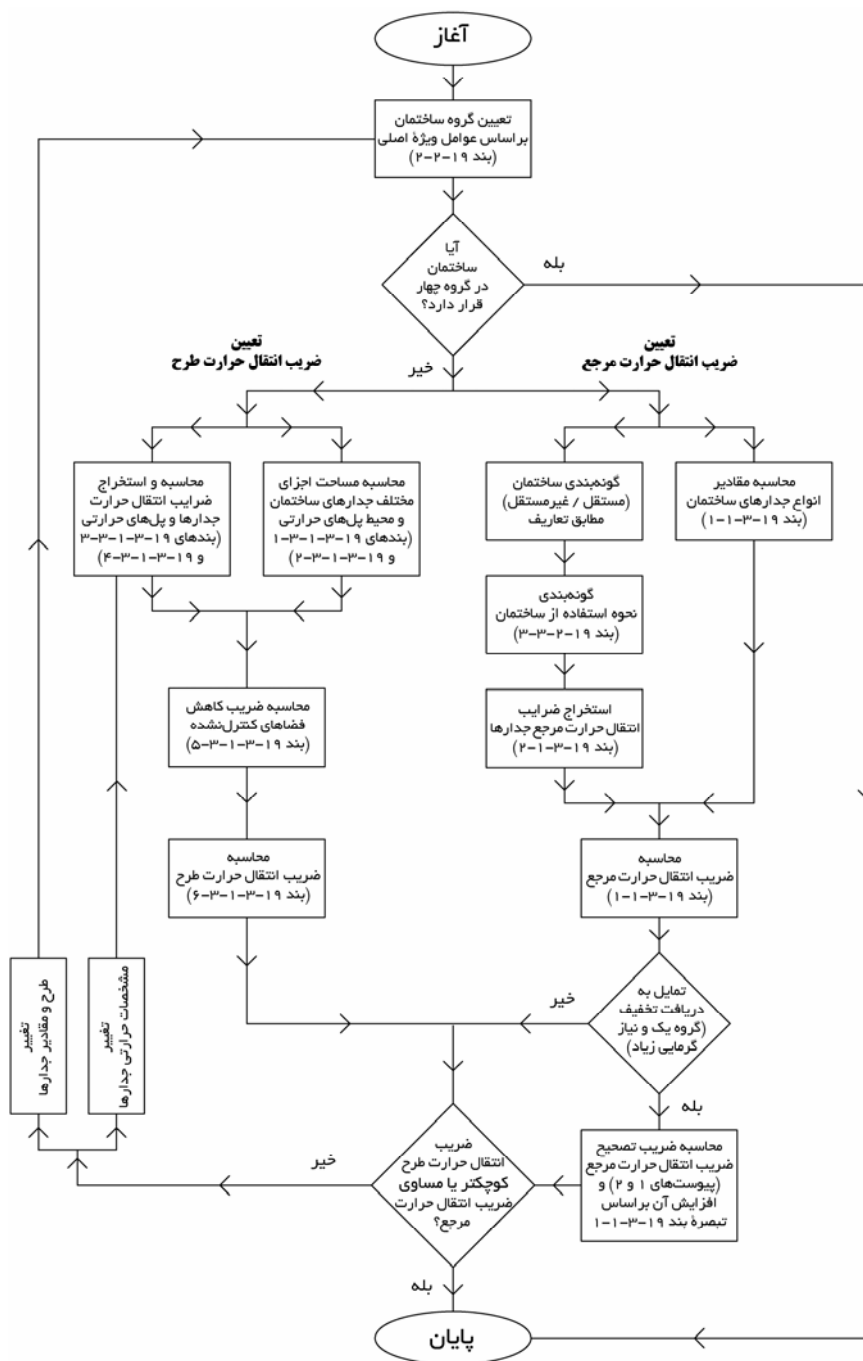 آغاز
تعیین گروه ساختمان
براساس عوامل ویژهٔ اصلی
(بند ۱۹-۲-۲)
آیا
ساختمان
در گروه چهار
قرار دارد؟
بله
خیر
تعیین
ضریب انتقال حرارت مرجع
تعیین
ضریب انتقال حرارت طرح
محاسبه مقادیر
انواع جدارهای ساختمان
(بند ۱۹-۳-۱-۱)
گونه‌بندی ساختمان
(مستقل / غیرمستقل)
مطابق تعاریف
محاسبه مساحت اجزای
مختلف جدارهای ساختمان
و محیط پل‌های حرارتی
(بندهای ۱۹-۳-۱-۳-۱
و ۱۹-۳-۱-۳-۲)
محاسبه و استخراج
ضرایب انتقال حرارت
جدارها و پل‌های حرارتی
(بندهای ۱۹-۳-۱-۳-۳
و ۱۹-۳-۱-۳-۴)
گونه‌بندی
نحوه استفاده از ساختمان
(بند ۱۹-۲-۳-۳)
استخراج ضرایب
انتقال حرارت مرجع جدارها
(بند ۱۹-۳-۱-۲)
محاسبه ضریب کاهش
فضاهای کنترل‌نشده
(بند ۱۹-۳-۱-۳-۵)
محاسبه
ضریب انتقال حرارت مرجع
(بند ۱۹-۳-۱-۱)
محاسبه
ضریب انتقال حرارت طرح
(بند ۱۹-۳-۱-۳-۶)
تمایل به
دریافت تخفیف
(گروه یک و نیاز
گرمایی زیاد)
خیر
بله
تغییر
مشخصات حرارتی جدارها
تغییر
طرح و مقادیر جدارها
محاسبه ضریب تصحیح
ضریب انتقال حرارت مرجع
(پیوست‌های ۱ و ۲) و
افزایش آن براساس
تبصرهٔ بند ۱۹-۳-۱-۱
ضریب
انتقال حرارت طرح
کوچکتر یا مساوی
ضریب انتقال حرارت
مرجع؟
خیر
بله
پایان